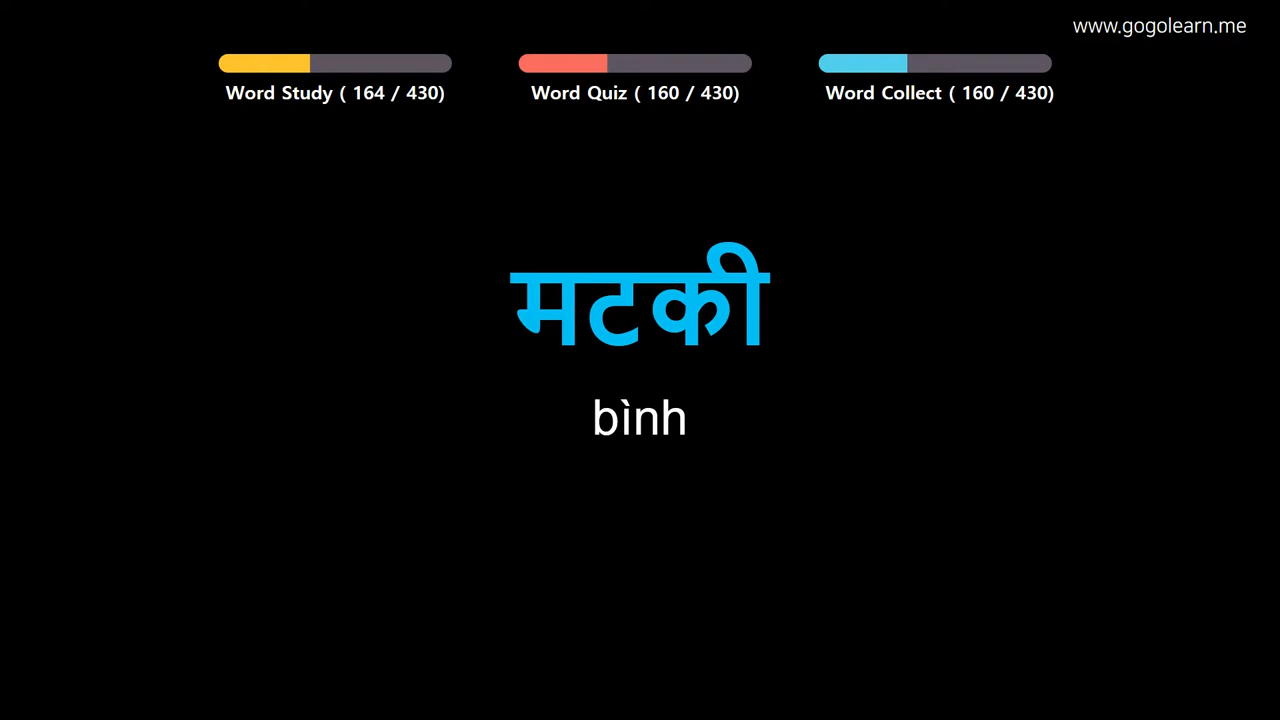 www.gogolearn.me
Word Study ( 164 / 430)
Word Quiz ( 160 / 430)
Word Collect ( 160 / 430)
मटकी
bình